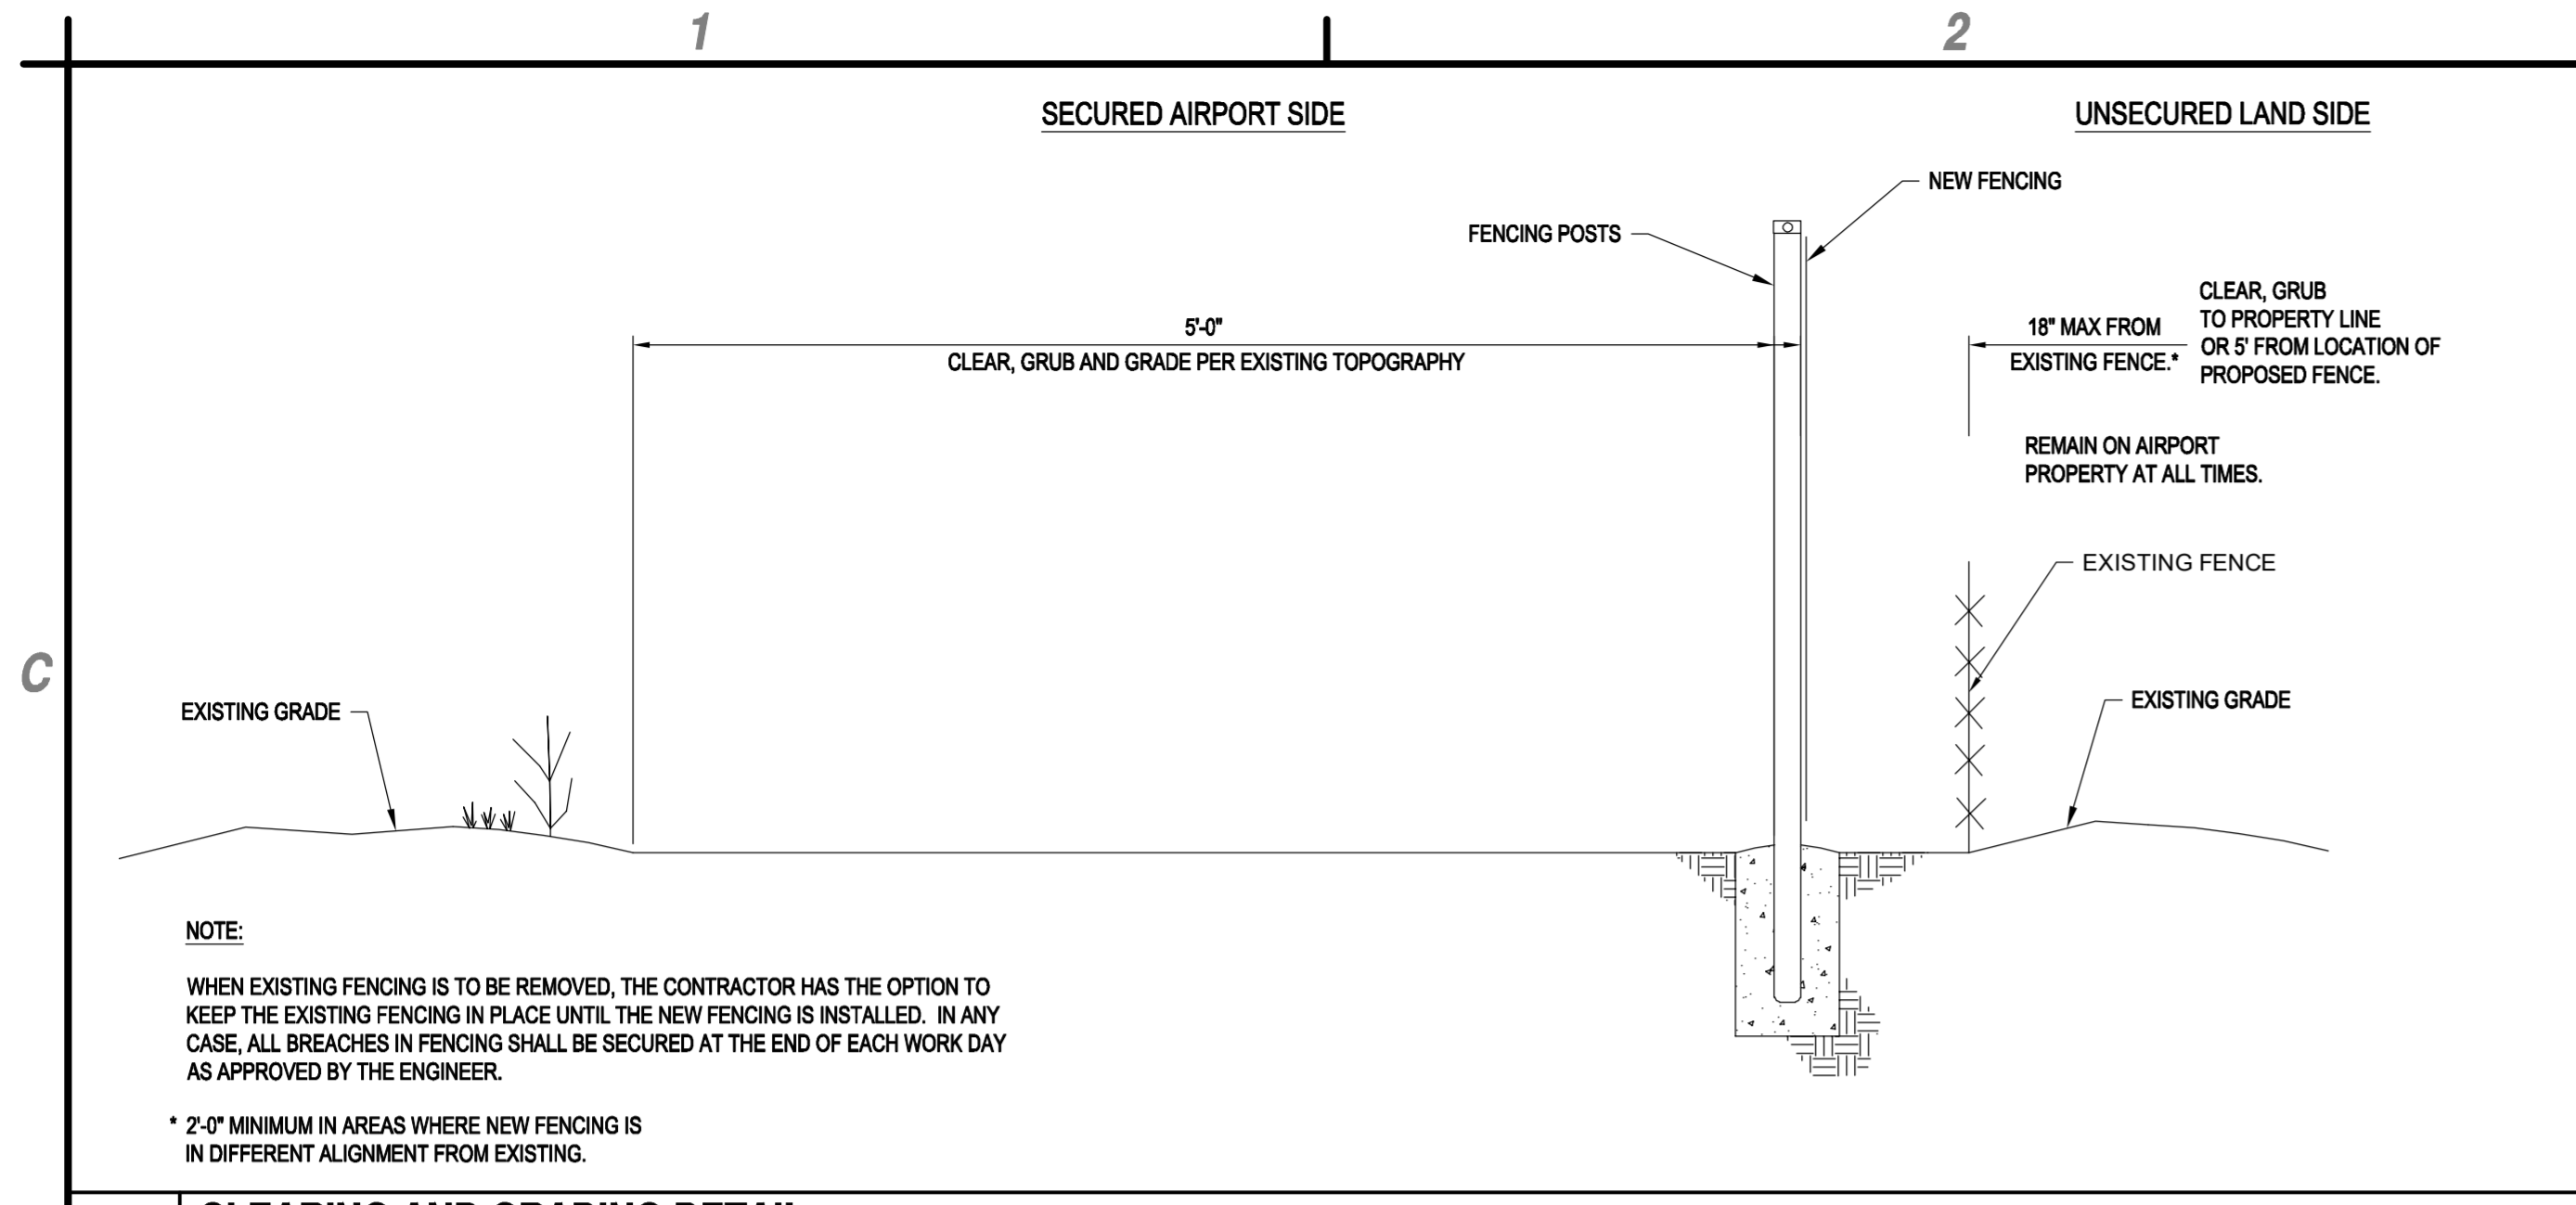 1
2
SECURED AIRPORT SIDE
UNSECURED LAND SIDE
NEW FENCING
FENCING POSTS
5'-0"
CLEAR, GRUB AND GRADE PER EXISTING TOPOGRAPHY
18" MAX FROM
EXISTING FENCE.*
CLEAR, GRUB
TO PROPERTY LINE
OR 5' FROM LOCATION OF
PROPOSED FENCE.
REMAIN ON AIRPORT
PROPERTY AT ALL TIMES.
EXISTING FENCE
C
EXISTING GRADE
EXISTING GRADE
NOTE:
WHEN EXISTING FENCING IS TO BE REMOVED, THE CONTRACTOR HAS THE OPTION TO
KEEP THE EXISTING FENCING IN PLACE UNTIL THE NEW FENCING IS INSTALLED. IN ANY
CASE, ALL BREACHES IN FENCING SHALL BE SECURED AT THE END OF EACH WORK DAY
AS APPROVED BY THE ENGINEER.
* 2'-0" MINIMUM IN AREAS WHERE NEW FENCING IS
IN DIFFERENT ALIGNMENT FROM EXISTING.
CLEARING AND GRADING DETAIL